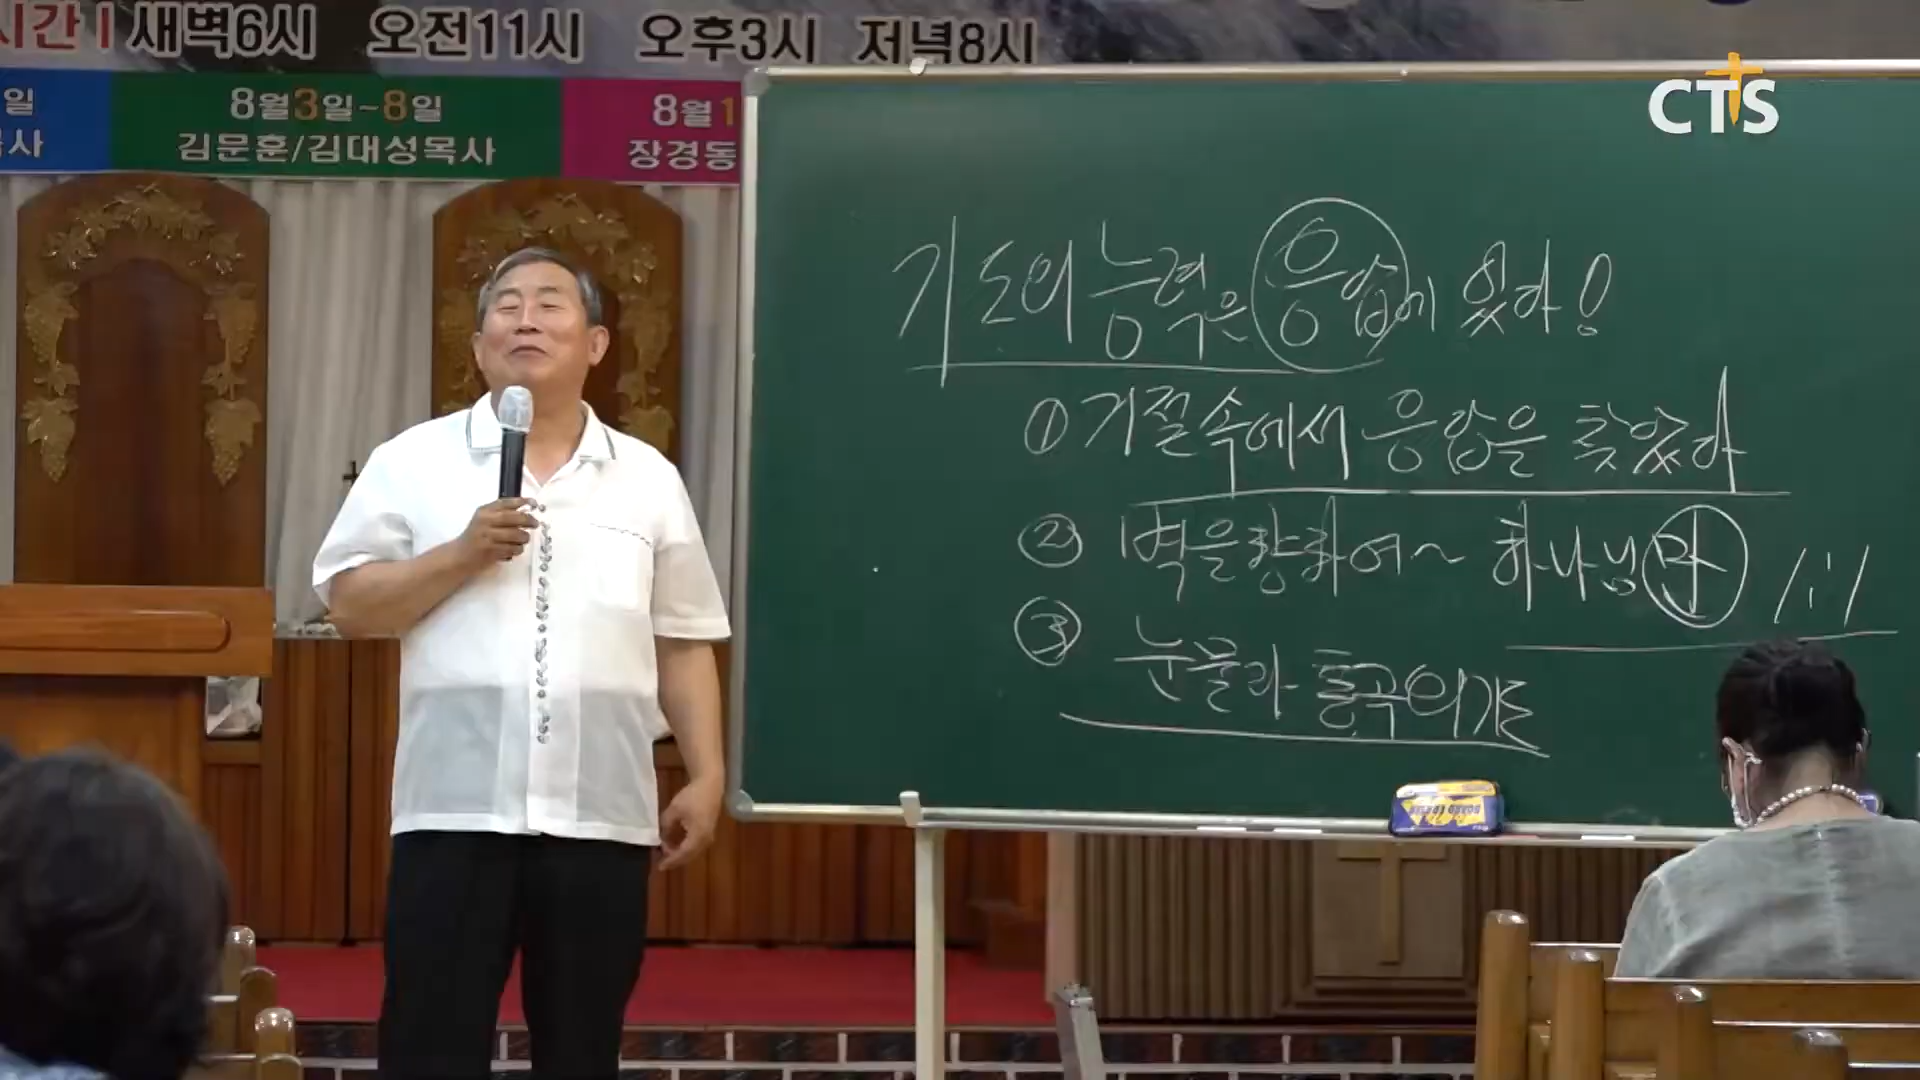 시간 | 새벽6시 오전11시 오후3시 저녁8시
일
사
8월3일~8일
김문훈/김대성목사
8월1
장경동
CTS
기도의 능력은 응답에 있다!
① 거절속에서 응답을 찾았다
② 벽을향하여~ 하나님만
③ 눈물과 통곡의기도